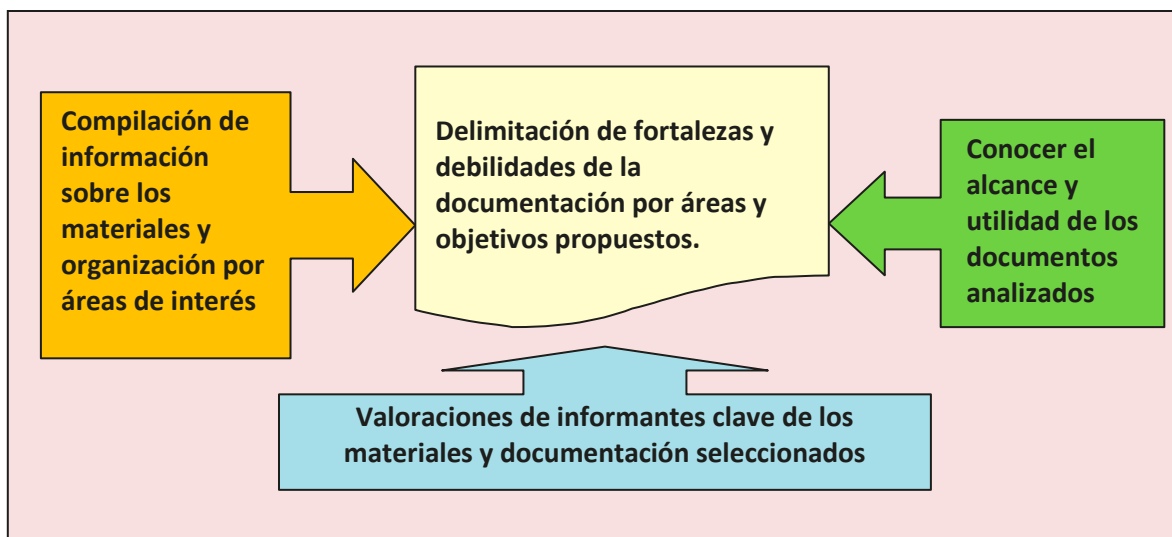 Compilación de
información
sobre los
materiales y
organización por
áreas de interés
Delimitación de fortalezas y
debilidades de la
documentación por áreas y
objetivos propuestos.
Conocer el
alcance y
utilidad de los
documentos
analizados
Valoraciones de informantes clave de los
materiales y documentación seleccionados